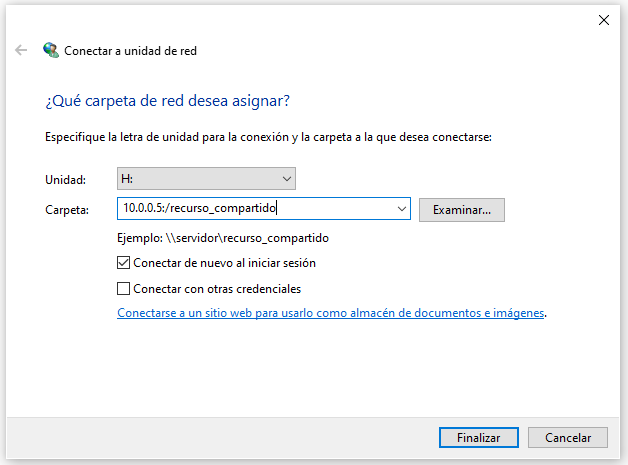 Conectar a unidad de red
¿Qué carpeta de red desea asignar?
Especifique la letra de unidad para la conexión y la carpeta a la que desea conectarse:
Unidad: H:
Carpeta: 10.0.0.5:/recurso_compartido Examinar...
Ejemplo: \\servidor\recurso_compartido
Conectar de nuevo al iniciar sesión
Conectar con otras credenciales
Conectarse a un sitio web para usarlo como almacén de documentos e imágenes.
Finalizar Cancelar